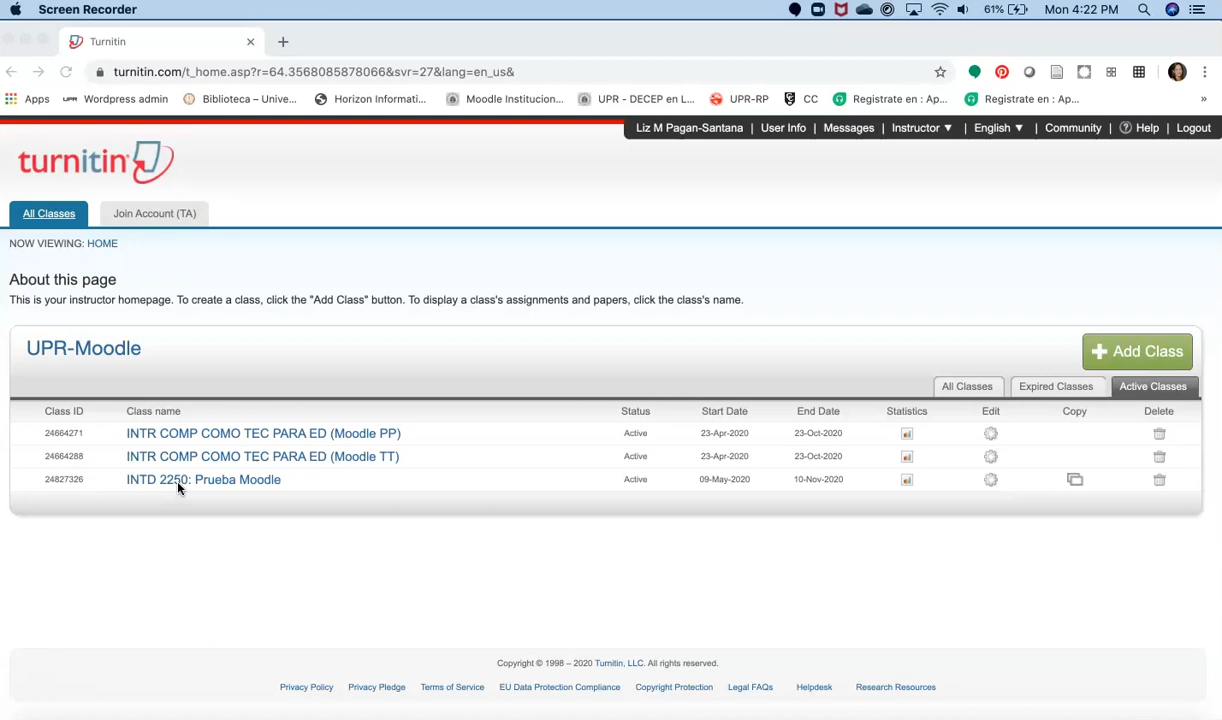 Screen Recorder 61% Mon 4:22 PM
Turnitin
turnitin.com/t_home.asp?r=64.3568085878066&svr=27&lang=en_us&
Apps UPR Wordpress admin Biblioteca – Unive... Horizon Informati... Moodle Institucion... UPR - DECEP en L... UPR-RP CC Registrate en : Ap... Registrate en : Ap... »
Liz M Pagan-Santana | User Info | Messages | Instructor ▼ | English ▼ | Community | ? Help | Logout
turnitin
All Classes Join Account (TA)
NOW VIEWING: HOME
About this page
This is your instructor homepage. To create a class, click the "Add Class" button. To display a class's assignments and papers, click the class's name.
UPR-Moodle
Add Class
All Classes Expired Classes Active Classes
Class ID Class name Status Start Date End Date Statistics Edit Copy Delete
24664271 INTR COMP COMO TEC PARA ED (Moodle PP) Active 23-Apr-2020 23-Oct-2020
24664288 INTR COMP COMO TEC PARA ED (Moodle TT) Active 23-Apr-2020 23-Oct-2020
24827326 INTD 2250: Prueba Moodle Active 09-May-2020 10-Nov-2020
Copyright © 1998 – 2020 Turnitin, LLC. All rights reserved.
Privacy Policy Privacy Pledge Terms of Service EU Data Protection Compliance Copyright Protection Legal FAQs Helpdesk Research Resources